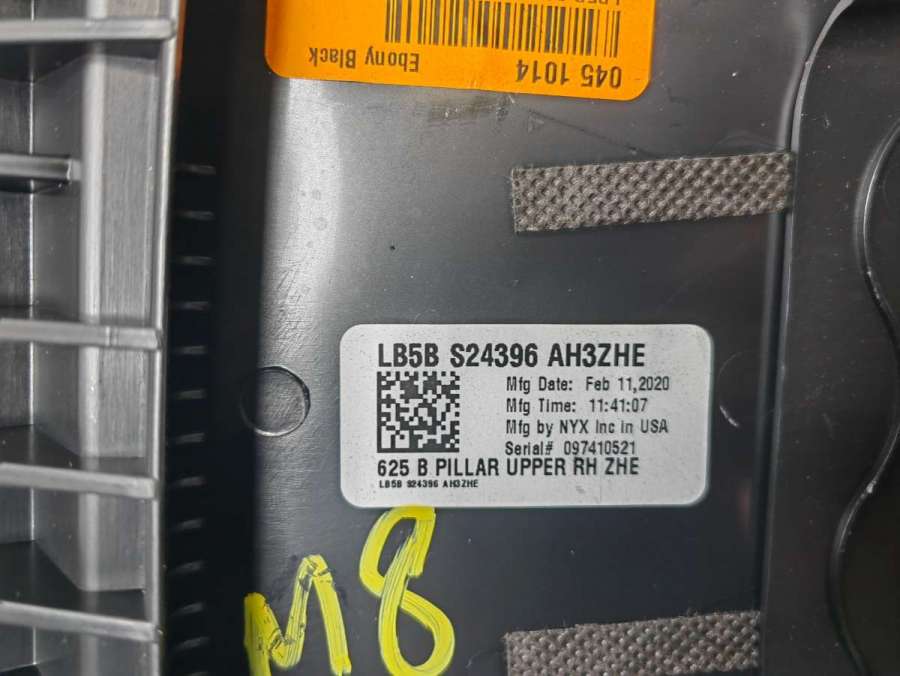 045 1014
Ebony Black
LB5B S24396 AH3ZHE
Mfg Date: Feb 11,2020
Mfg Time: 11:41:07
Mfg by NYX Inc in USA
Serial# 097410521
625 B PILLAR UPPER RH ZHE
LB5B S24396 AH3ZHE
M8